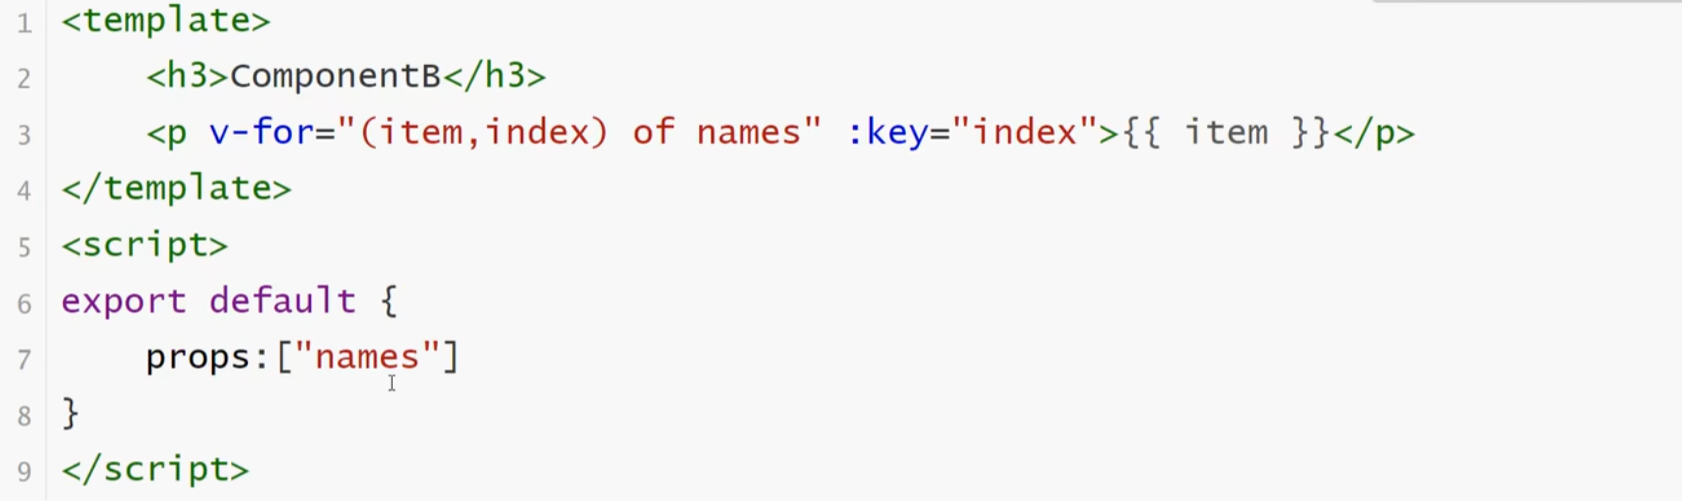 1 <template>
2     <h3>ComponentB</h3>
3     <p v-for="(item,index) of names" :key="index">{{ item }}</p>
4 </template>
5 <script>
6 export default {
7     props:["names"]
8 }
9 </script>